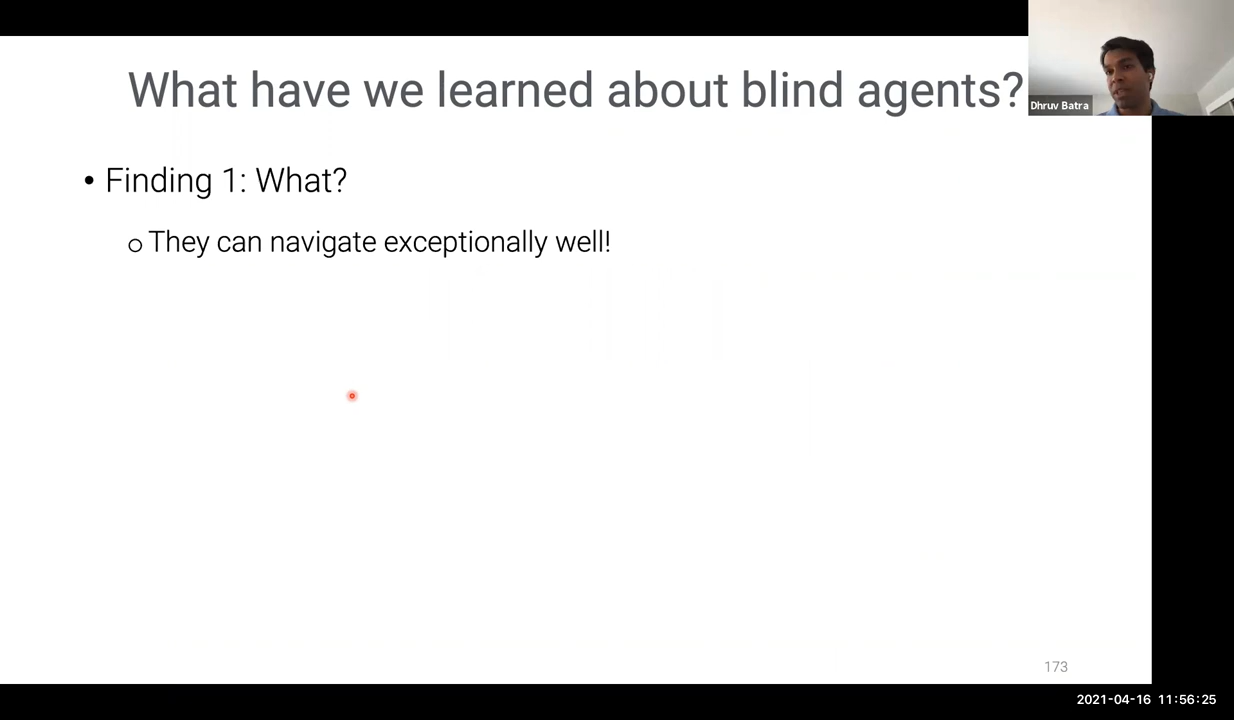 What have we learned about blind agents?
Dhruv Batra
• Finding 1: What?
o They can navigate exceptionally well!
173
2021-04-16 11:56:25